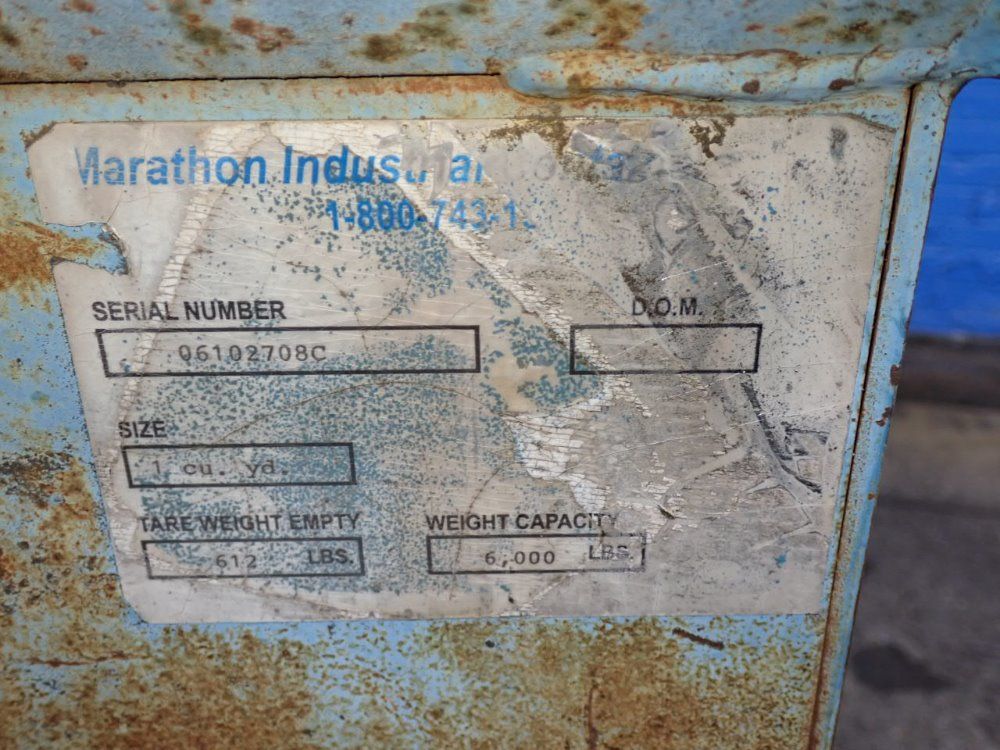 Marathon Industrial
1-800-743-1
SERIAL NUMBER
06102708C
D.O.M.
SIZE
1 cu. yd.
TARE WEIGHT EMPTY
612 LBS.
WEIGHT CAPACITY
6,000 LBS.